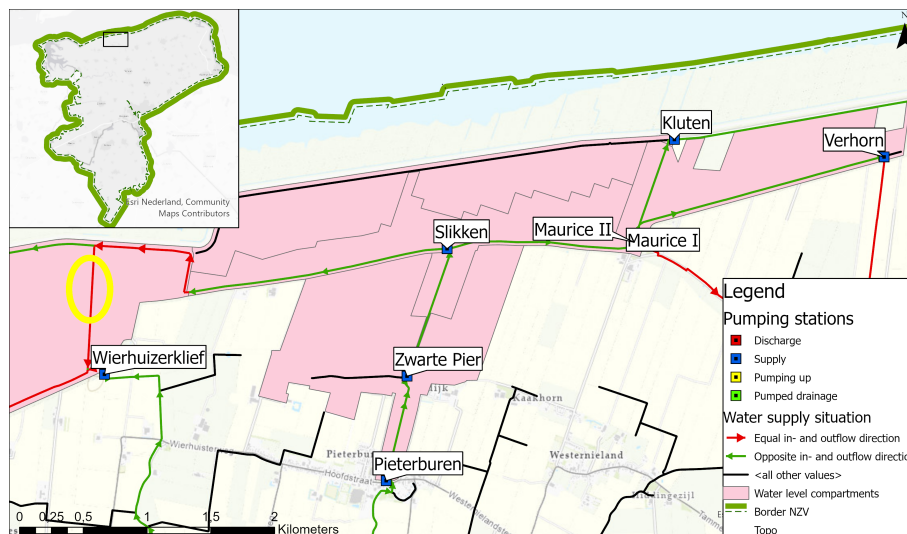 N
Esri Nederland, Community
Maps Contributors
Kluten
Verhorn
Slikken
Maurice II
Maurice I
Wierhuizerklief
Zwarte Pier
Kaakhorn
Westernieland
Pieterburen
Hoofdstraat
Legend
Pumping stations
Discharge
Supply
Pumping up
Pumped drainage
Water supply situation
Equal in- and outflow direction
Opposite in- and outflow directio
<all other values>
Water level compartments
Border NZV
Topo
0 0,25 0,5 1 1,5 2
Kilometers